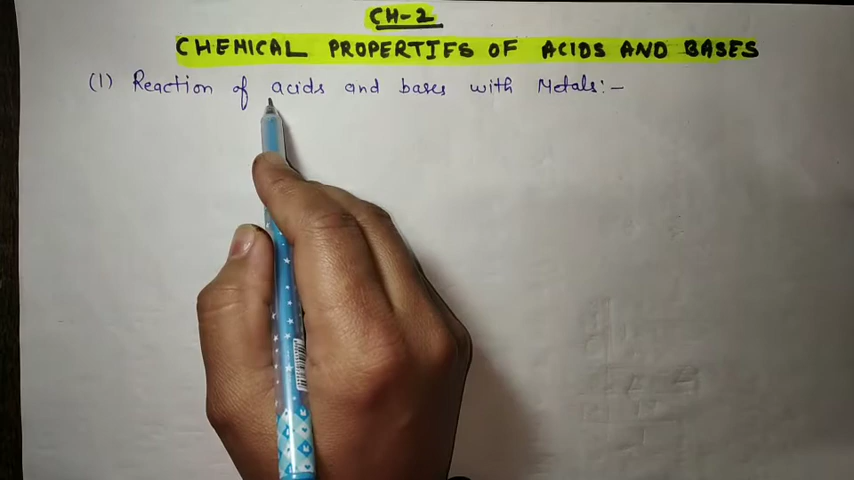 CH-2
CHEMICAL PROPERTIES OF ACIDS AND BASES
(1) Reaction of acids and bases with Metals:-